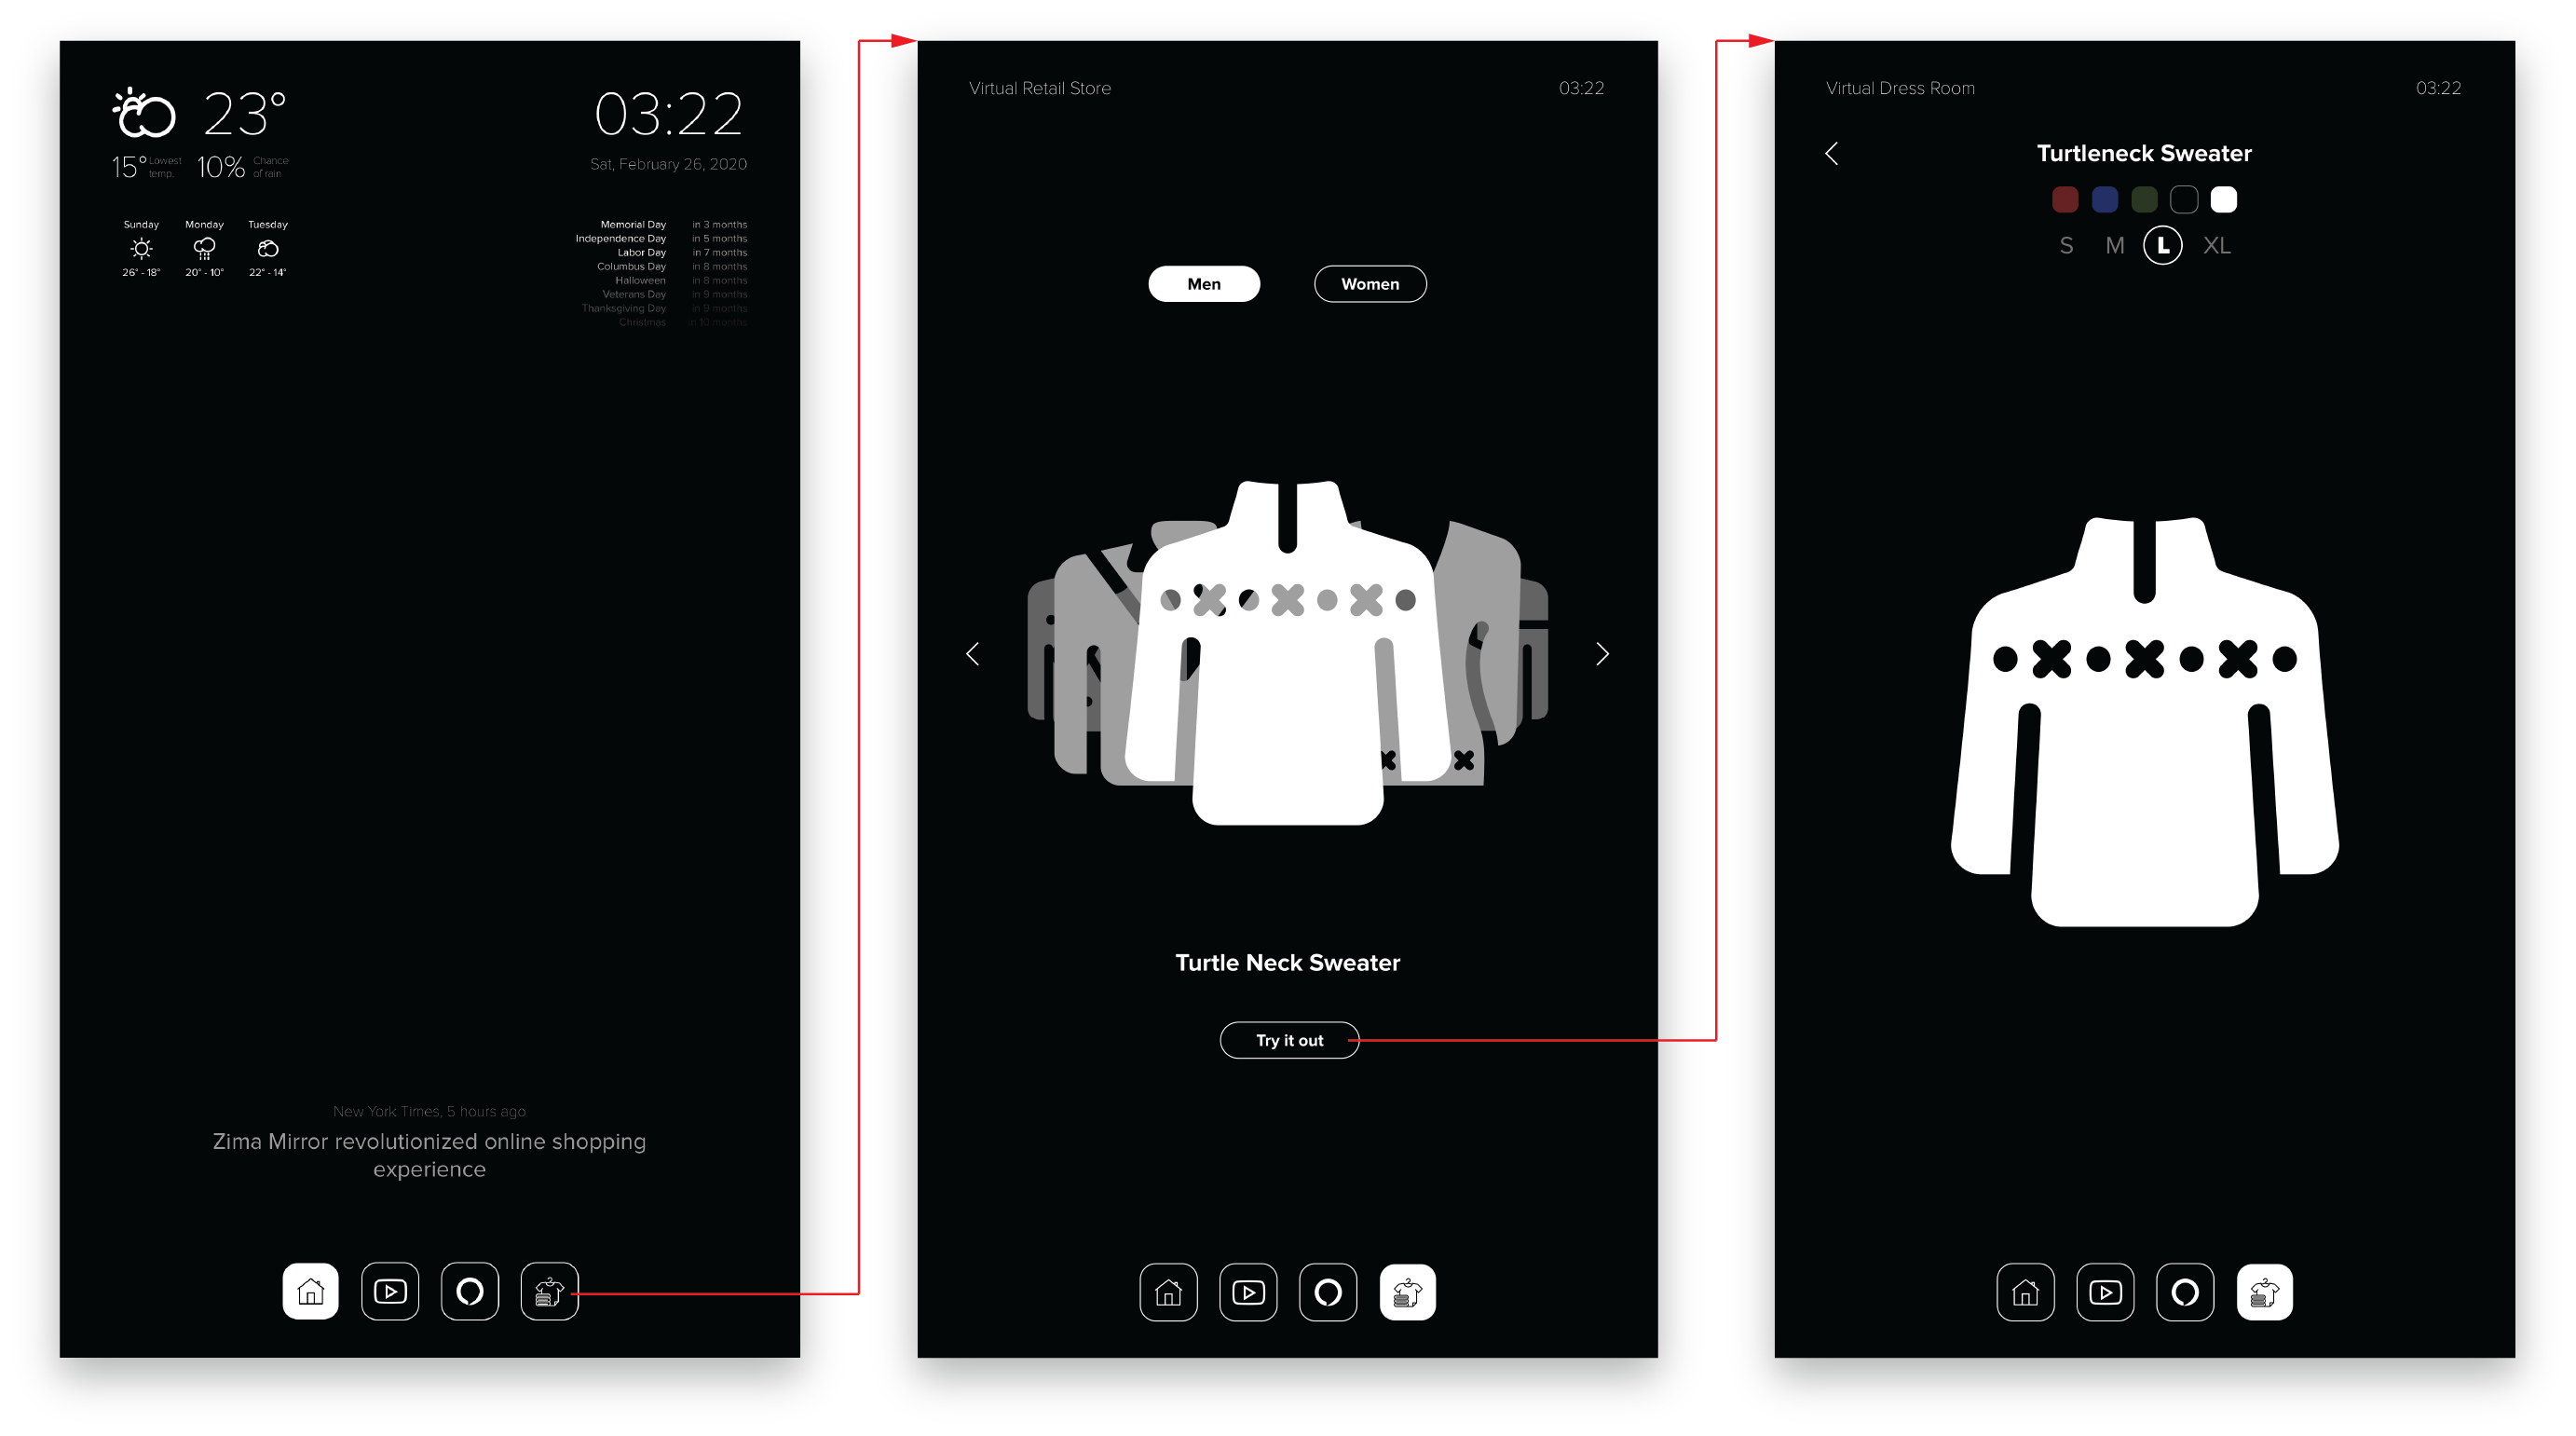 23°
03:22
15° Lowest temp.
10% Chance of rain
Sat, February 26, 2020
Sunday Monday Tuesday
26° - 18° 20° - 10° 22° - 14°
Memorial Day in 3 months
Independence Day in 5 months
Labor Day in 7 months
Columbus Day in 8 months
Halloween in 8 months
Veterans Day in 9 months
Thanksgiving Day in 9 months
Christmas in 10 months
New York Times, 5 hours ago
Zima Mirror revolutionized online shopping
experience
Virtual Retail Store 03:22
Men Women
Turtle Neck Sweater
Try it out
Virtual Dress Room 03:22
Turtleneck Sweater
S M L XL